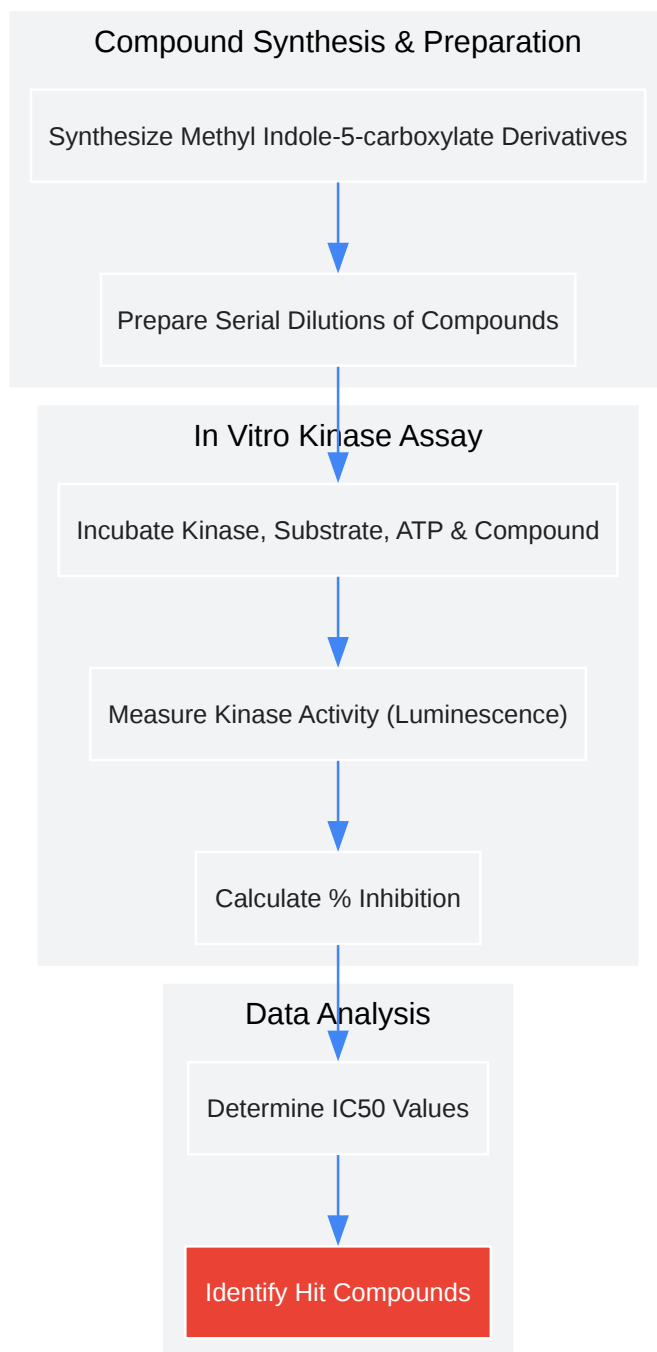 Compound Synthesis & Preparation
Synthesize Methyl Indole-5-carboxylate Derivatives
Prepare Serial Dilutions of Compounds
In Vitro Kinase Assay
Incubate Kinase, Substrate, ATP & Compound
Measure Kinase Activity (Luminescence)
Calculate % Inhibition
Data Analysis
Determine IC50 Values
Identify Hit Compounds